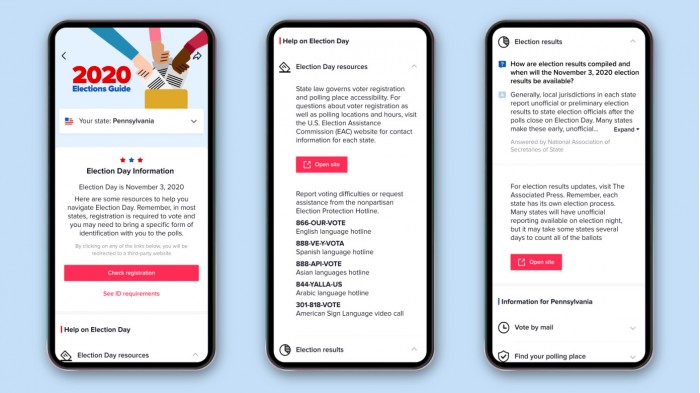 2020
Elections Guide
Your state: Pennsylvania
Election Day Information
Election Day is November 3, 2020
Here are some resources to help you
navigate Election Day. Remember, in most
states, registration is required to vote and
you may need to bring a specific form of
identification with you to the polls.
By clicking on any of the links below, you will be
redirected to a third party website
Check registration
See ID requirements
Help on Election Day
Election Day resources
Help on Election Day
Election Day resources
State law governs voter registration
and polling place accessibility. For
questions about voter registration as
well as polling locations and hours, visit
the U.S. Election Assistance
Commission (EAC) website for contact
information for each state.
Open site
Report voting difficulties or request
assistance from the nonpartisan
Election Protection Hotline.
866-OUR-VOTE
English language hotline
888-VE-Y-VOTA
Spanish language hotline
888-API-VOTE
Asian languages hotline
844-YALLA-US
Arabic language hotline
301-818-VOTE
American Sign Language video call
Election results
Election results
How are election results compiled and
when will the November 3, 2020 election
results be available?
Generally, local jurisdictions in each state
report unofficial or preliminary election
results to state election officials after the
polls close on Election Day. Many states
make these early, unofficial... Expand
Answered by National Association of
Secretaries of State
For election results updates, visit The
Associated Press. Remember, each
state has its own election process.
Many states will have unofficial
reporting available on election night,
but it may take some states several
days to count all of the ballots
Open site
Information for Pennsylvania
Vote by mail
Find your polling place